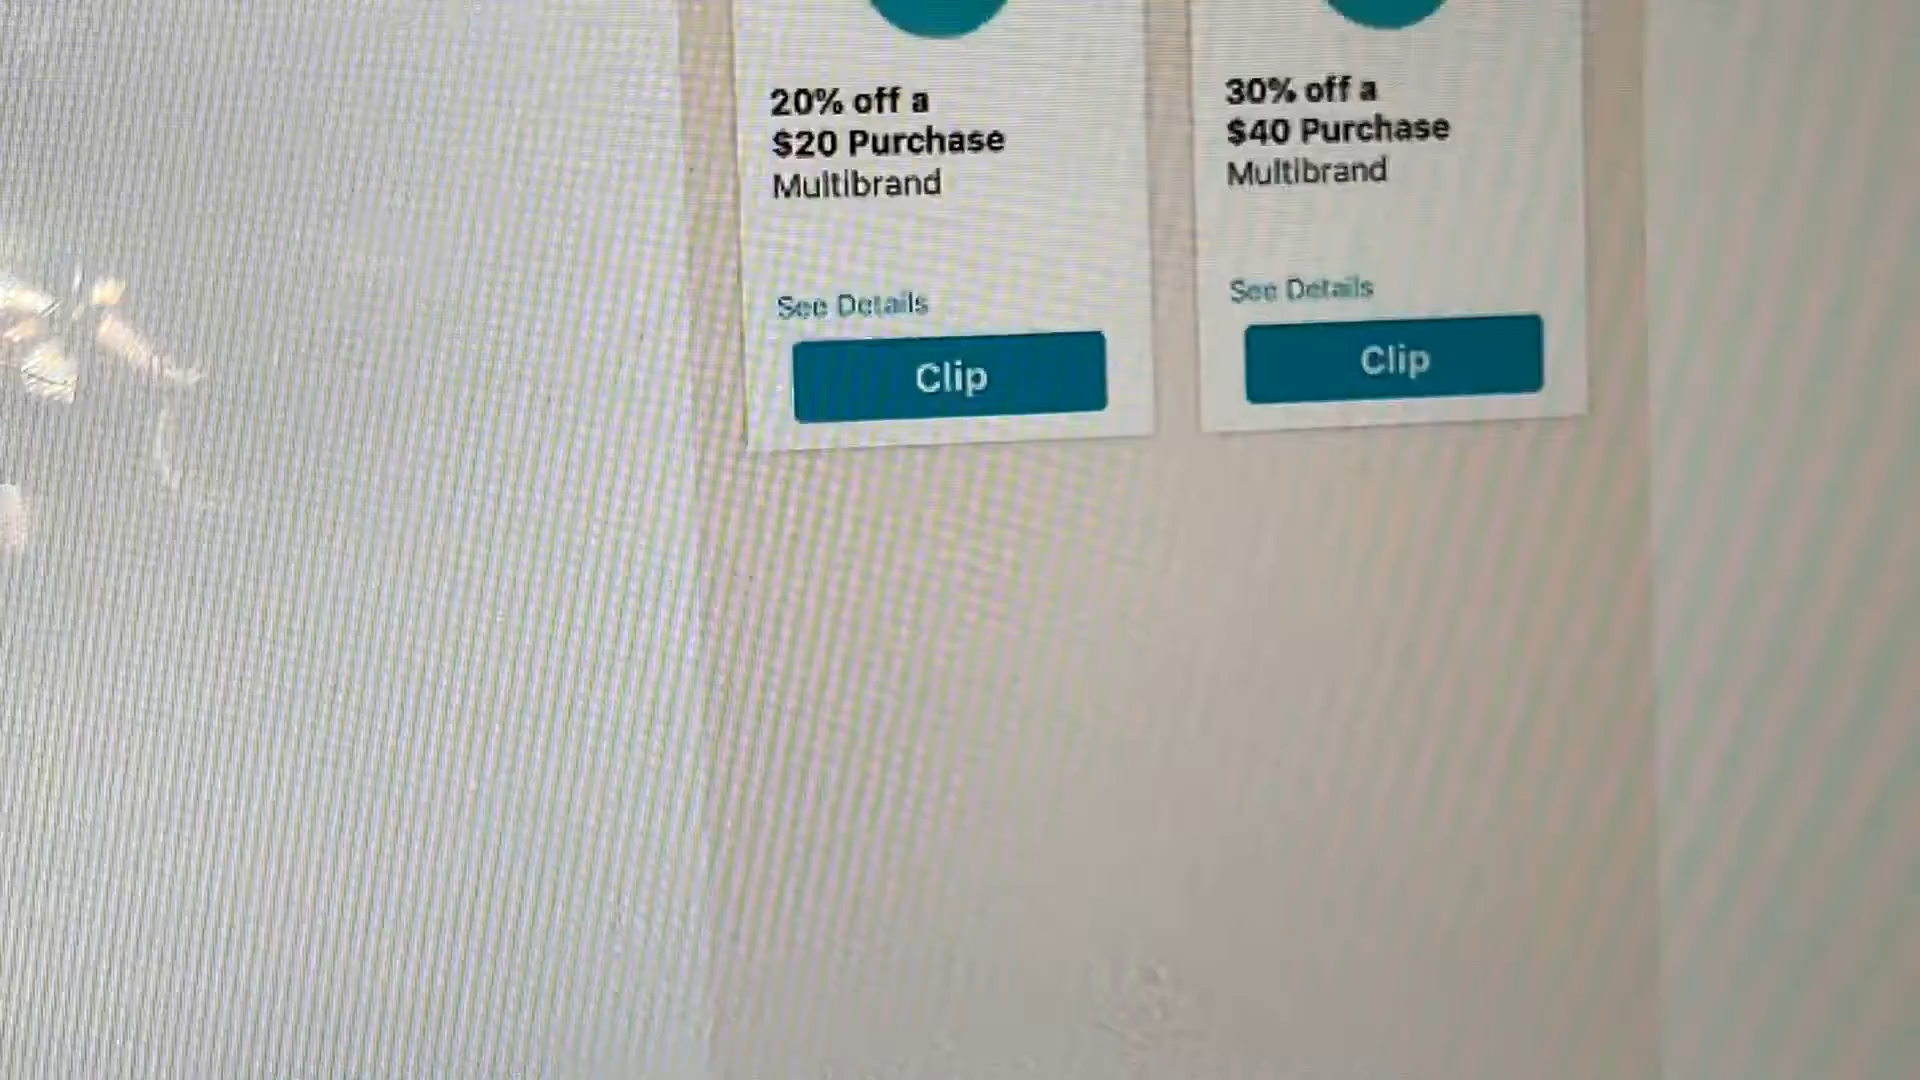 20% off a
$20 Purchase
Multibrand
See Details
Clip
30% off a
$40 Purchase
Multibrand
See Details
Clip